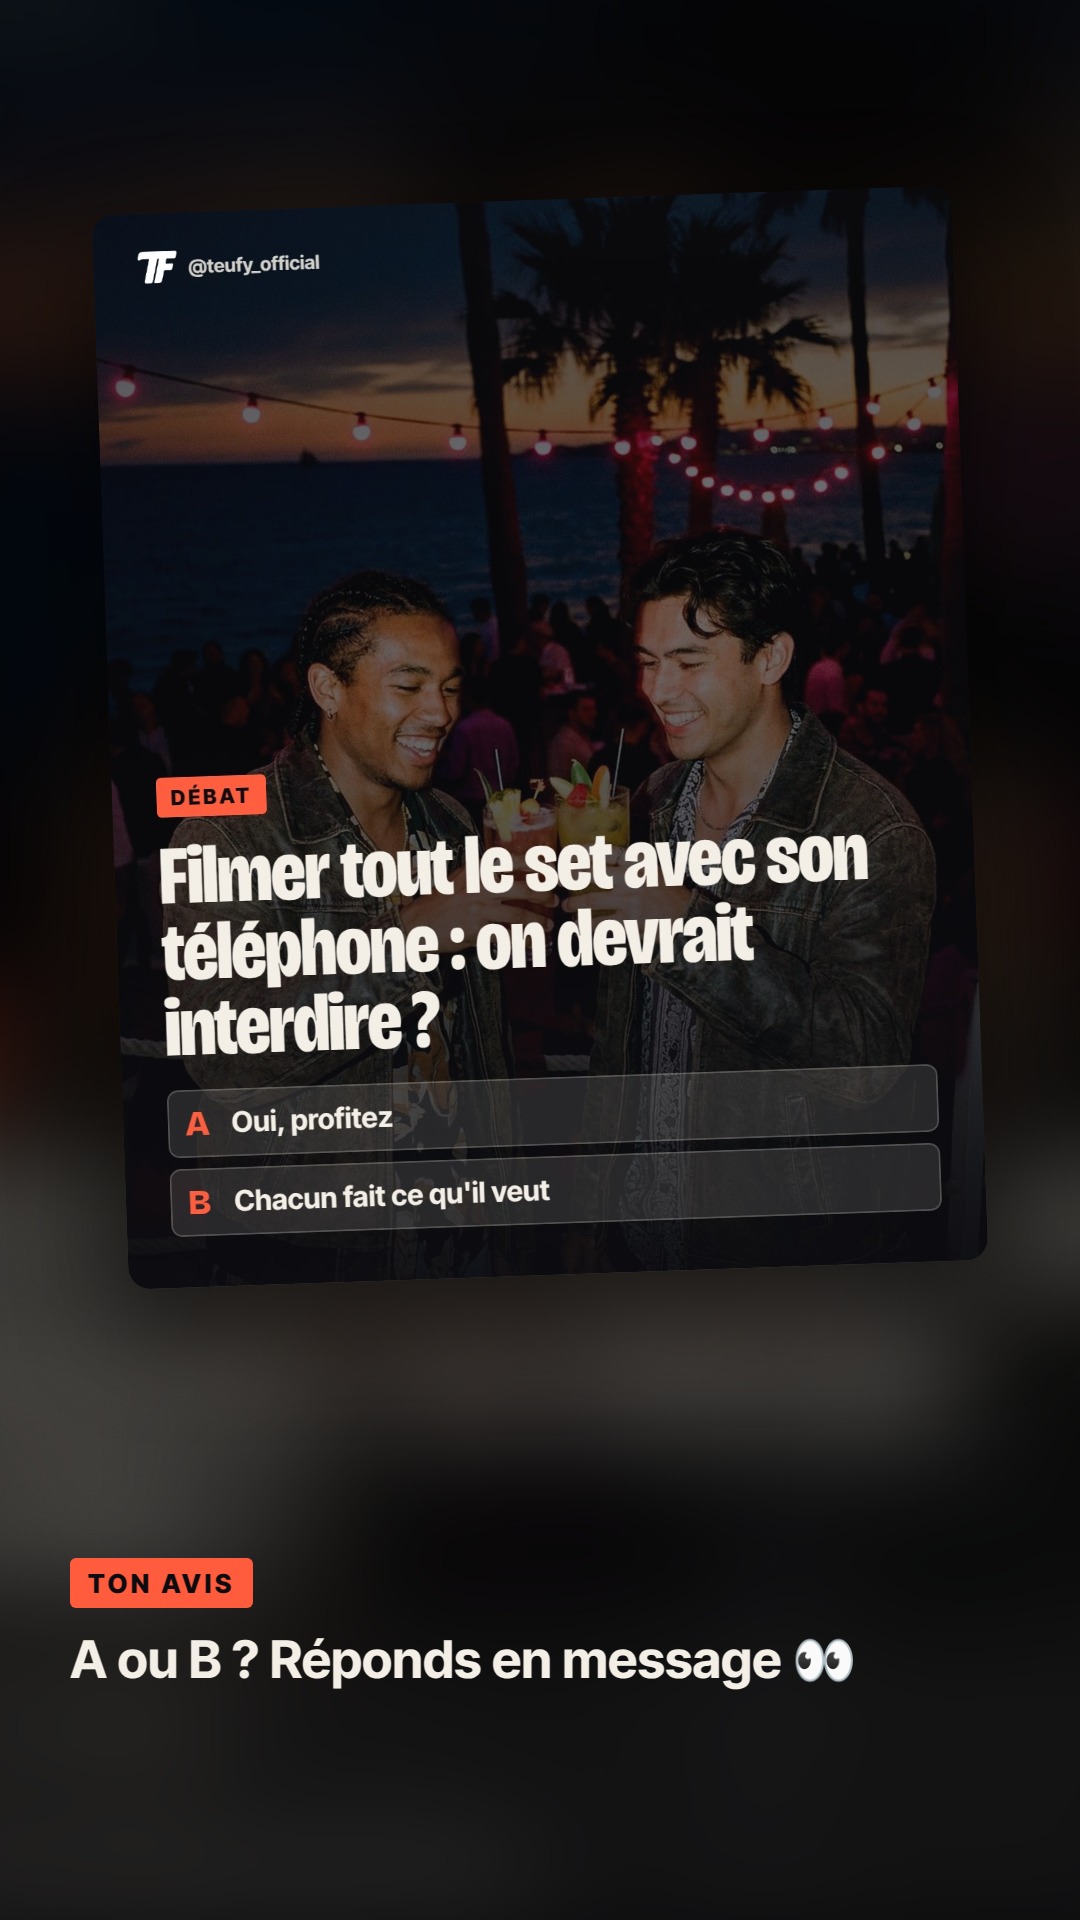 TF @teufy_official
DÉBAT
Filmer tout le set avec son
téléphone : on devrait
interdire ?
A Oui, profitez
B Chacun fait ce qu'il veut
TON AVIS
A ou B ? Réponds en message 👀